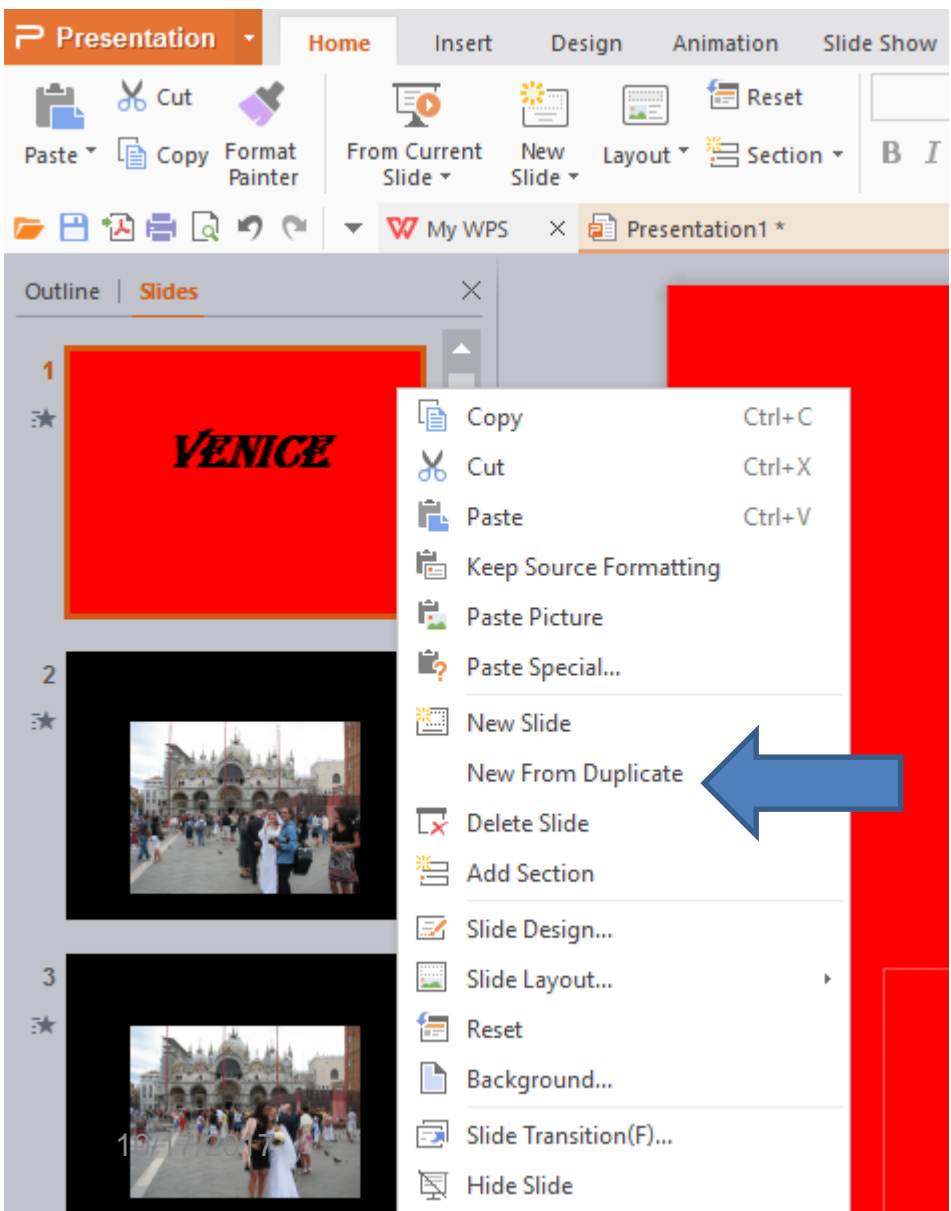 Presentation
Home Insert Design Animation Slide Show
Cut Reset
Paste Copy Format Painter From Current Slide New Slide Layout Section B I
My WPS Presentation1 *
Outline | Slides
1
VENICE
Copy Ctrl+C
Cut Ctrl+X
Paste Ctrl+V
Keep Source Formatting
Paste Picture
2
Paste Special...
New Slide
New From Duplicate
Delete Slide
Add Section
Slide Design...
3
Slide Layout...
Reset
Background...
10/17/2017
Slide Transition(F)...
Hide Slide